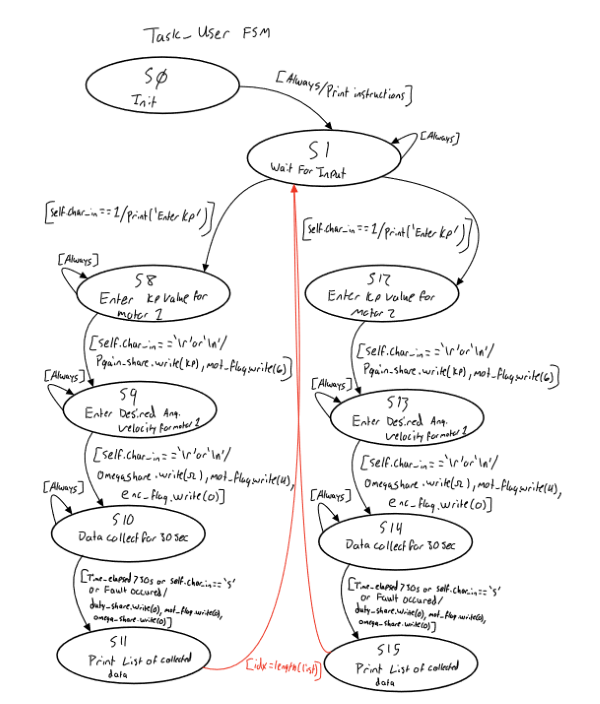 Task_User FSM
S0
Init
[Always/Print instructions]
S1
Wait For Input
[Always]
[self.char_in==1/print('Enter Kp')]
[self.char_in==1/print('Enter Kp')]
[Always]
S8
Enter Kp Value for
motor 1
S12
Enter Kp value for
Motor 2
[self.char_in=='\r'or'\n'/
Pgain_share.write(kp),mot_flag.write(6)]
[self.char_in=='\r'or'\n'/
Pgain_share.write(kp),mot_flag.write(6)]
[Always]
S9
Enter Desired Ang.
velocity for motor 1
[Always]
S13
Enter Desired Ang.
velocity for motor 1
[self.char_in=='\r'or'\n'/
Omegashare.write(Ω),mot_flag.write(4),
enc_flag.write(0)]
[self.char_in=='\r'or'\n'/
Omegashare.write(Ω),mot_flag.write(4),
enc_flag.write(0)]
[Always]
S10
Data collect for 30 sec
[Always]
S14
Data collect for 30 sec
[Time_elapsed>30s or self.char_in=='s'
or Fault occured/
duty_share.write(0), mot_flag.write(0),
omega_share.write(0)]
[Time_elapsed>30s or self.char_in=='s'
or Fault occured/
duty_share.write(0), mot_flag.write(0),
omega_share.write(0)]
S11
Print List of collected
data
[idx=length(list)]
S15
Print List of collected
data